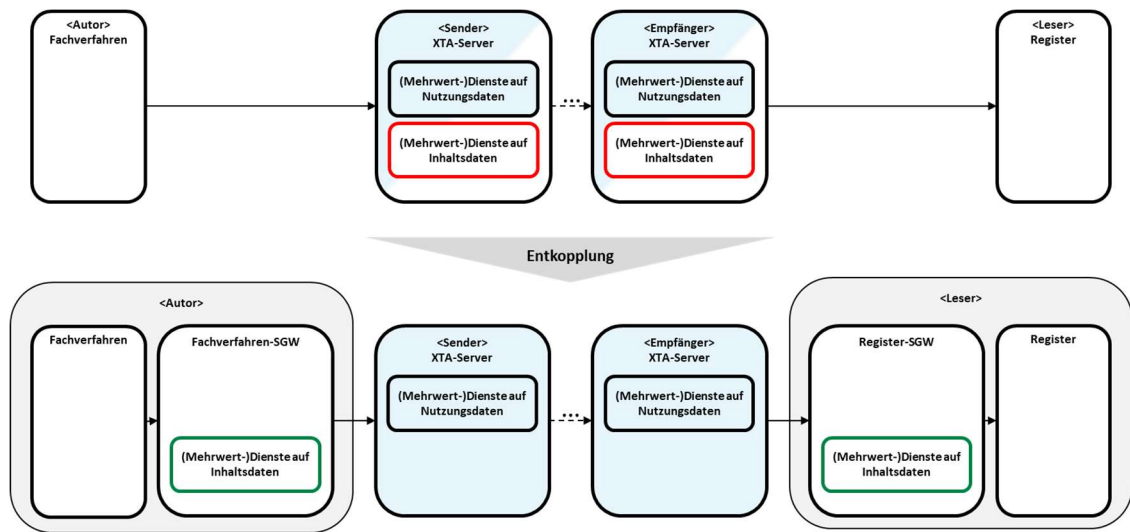 <Autor>
Fachverfahren
<Sender>
XTA-Server
(Mehrwert-)Dienste auf
Nutzungsdaten
(Mehrwert-)Dienste auf
Inhaltsdaten
...
<Empfänger>
XTA-Server
(Mehrwert-)Dienste auf
Nutzungsdaten
(Mehrwert-)Dienste auf
Inhaltsdaten
<Leser>
Register
Entkopplung
<Autor>
Fachverfahren
Fachverfahren-SGW
(Mehrwert-)Dienste auf
Inhaltsdaten
<Sender>
XTA-Server
(Mehrwert-)Dienste auf
Nutzungsdaten
...
<Empfänger>
XTA-Server
(Mehrwert-)Dienste auf
Nutzungsdaten
<Leser>
Register-SGW
(Mehrwert-)Dienste auf
Inhaltsdaten
Register